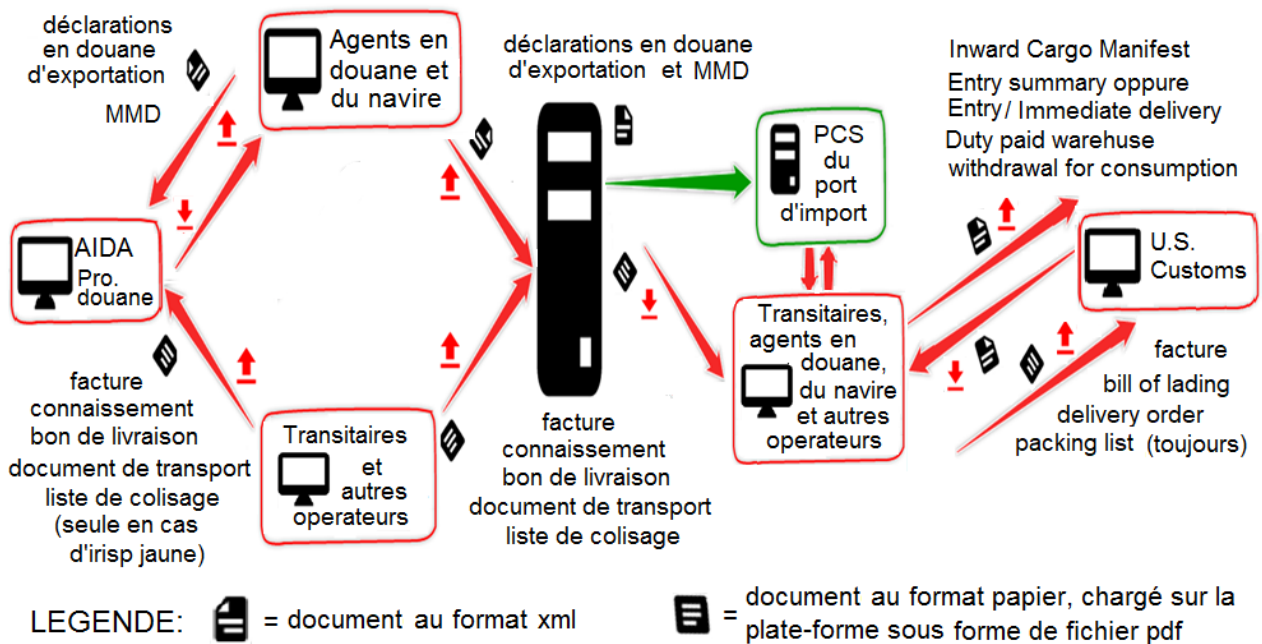 déclarations
en douane
d'exportation
MMD
Agents en
douane et
du navire
déclarations en douane
d'exportation et MMD
Inward Cargo Manifest
Entry summary oppure
Entry / Immediate delivery
Duty paid warehuse
withdrawal for consumption
PCS
du
port
d'import
AIDA
Pro.
douane
U.S.
Customs
Transitaires,
agents en
douane,
du navire
et autres
operateurs
facture
connaissement
bon de livraison
document de transport
liste de colisage
(seule en cas
d'irisp jaune)
Transitaires
et
autres
operateurs
facture
connaissement
bon de livraison
document de transport
liste de colisage
facture
bill of lading
delivery order
packing list (toujours)
LEGENDE:
= document au format xml
= document au format papier, chargé sur la
plate-forme sous forme de fichier pdf